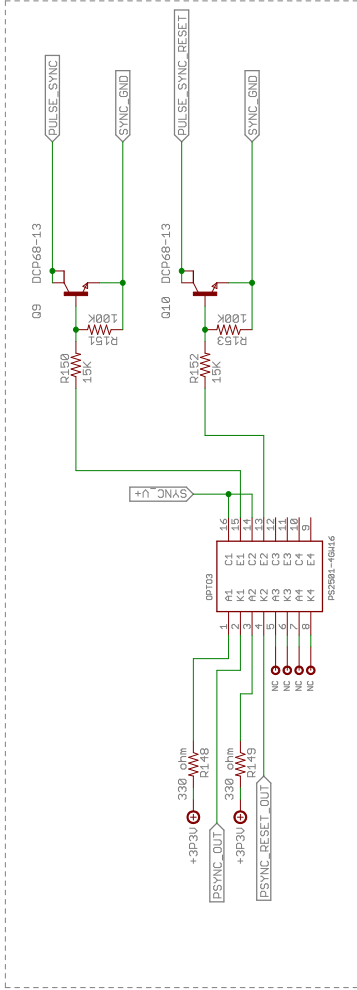 PULSE_SYNC
SYNC_GND
PULSE_SYNC_RESET
SYNC_GND
DCP68-13
Q9
R151
100K
R150
15K
DCP68-13
Q10
R153
100K
R152
15K
SYNC_V+
16
15
14
13
12
11
10
9
C1
E1
C2
E2
C3
E3
C4
E4
OPTO3
PS2501-4GW16
A1
K1
A2
K2
A3
K3
A4
K4
1
2
3
4
5
6
7
8
NC
NC
NC
NC
330 ohm
R148
330 ohm
R149
+3P3V
+3P3V
PSYNC_OUT
PSYNC_RESET_OUT